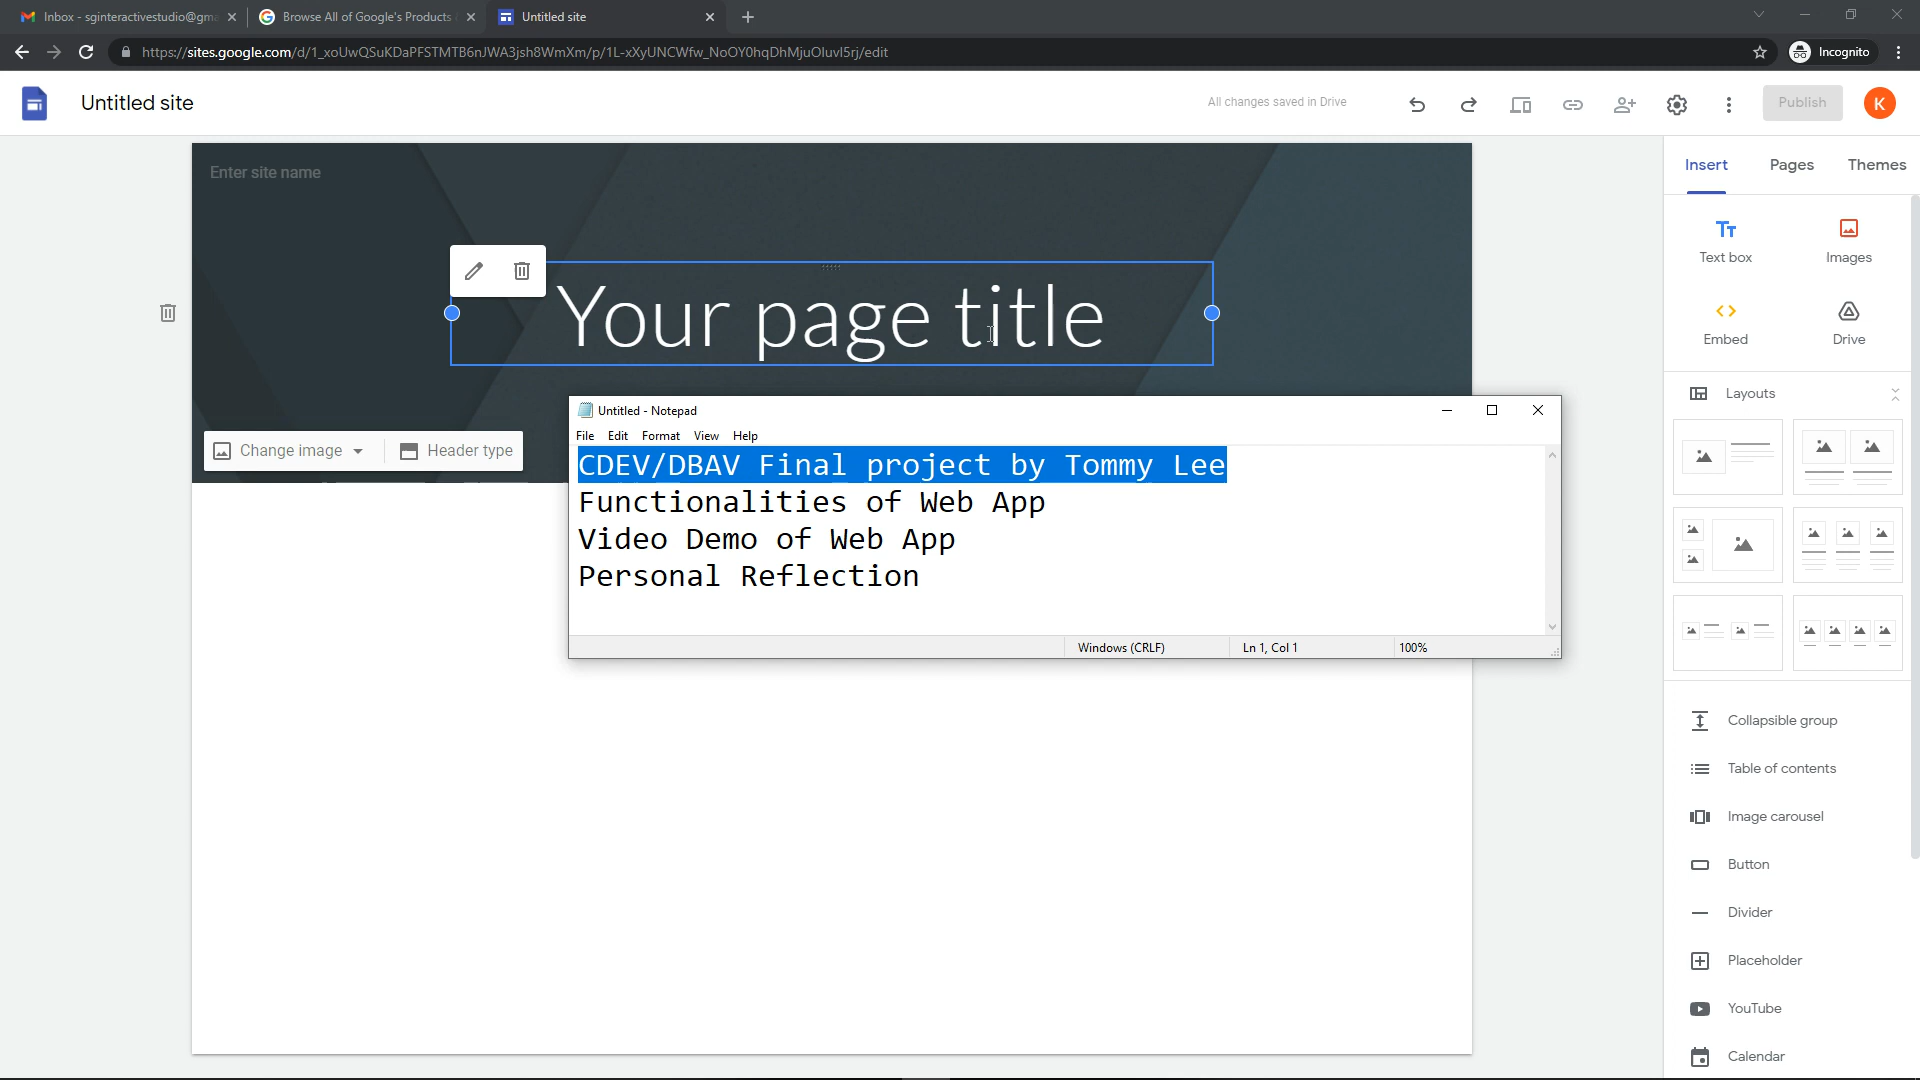 Inbox - sginteractivestudio@gma
Browse All of Google's Products
Untitled site
https://sites.google.com/d/1_xoUwQSuKDaPFSTMTB6nJWA3jsh8WmXm/p/1L-xXyUNCWfw_NoOY0hqDhMjuOluvI5rj/edit
Incognito
Untitled site
All changes saved in Drive
Publish
K
Enter site name
Insert
Pages
Themes
Your page title
Text box
Images
Embed
Drive
Layouts
Change image
Header type
Untitled - Notepad
File Edit Format View Help
CDEV/DBAV Final project by Tommy Lee
Functionalities of Web App
Video Demo of Web App
Personal Reflection
Windows (CRLF)
Ln 1, Col 1
100%
Collapsible group
Table of contents
Image carousel
Button
Divider
Placeholder
YouTube
Calendar